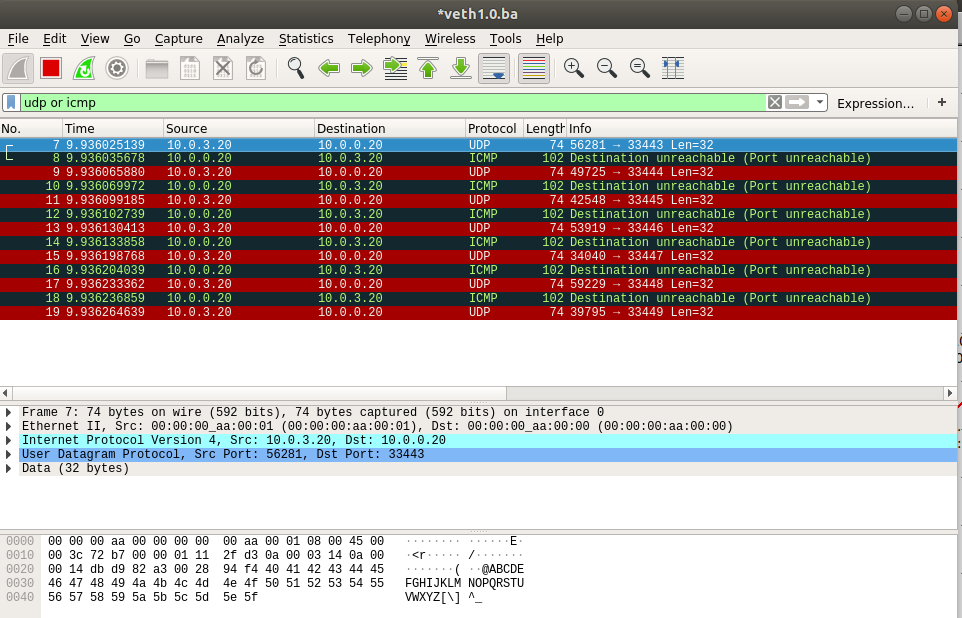 *veth1.0.ba
File Edit View Go Capture Analyze Statistics Telephony Wireless Tools Help
udp or icmp Expression… +
No. Time Source Destination Protocol Length Info
7 9.936025139 10.0.3.20 10.0.0.20 UDP 74 56281 → 33443 Len=32
8 9.936035678 10.0.3.20 10.0.0.20 ICMP 102 Destination unreachable (Port unreachable)
9 9.936065880 10.0.3.20 10.0.0.20 UDP 74 49725 → 33444 Len=32
10 9.936069972 10.0.3.20 10.0.0.20 ICMP 102 Destination unreachable (Port unreachable)
11 9.936099185 10.0.3.20 10.0.0.20 UDP 74 42548 → 33445 Len=32
12 9.936102739 10.0.3.20 10.0.0.20 ICMP 102 Destination unreachable (Port unreachable)
13 9.936130413 10.0.3.20 10.0.0.20 UDP 74 53919 → 33446 Len=32
14 9.936133858 10.0.3.20 10.0.0.20 ICMP 102 Destination unreachable (Port unreachable)
15 9.936198768 10.0.3.20 10.0.0.20 UDP 74 34040 → 33447 Len=32
16 9.936204039 10.0.3.20 10.0.0.20 ICMP 102 Destination unreachable (Port unreachable)
17 9.936233362 10.0.3.20 10.0.0.20 UDP 74 59229 → 33448 Len=32
18 9.936236859 10.0.3.20 10.0.0.20 ICMP 102 Destination unreachable (Port unreachable)
19 9.936264639 10.0.3.20 10.0.0.20 UDP 74 39795 → 33449 Len=32
Frame 7: 74 bytes on wire (592 bits), 74 bytes captured (592 bits) on interface 0
Ethernet II, Src: 00:00:00_aa:00:01 (00:00:00:aa:00:01), Dst: 00:00:00_aa:00:00 (00:00:00:aa:00:00)
Internet Protocol Version 4, Src: 10.0.3.20, Dst: 10.0.0.20
User Datagram Protocol, Src Port: 56281, Dst Port: 33443
Data (32 bytes)
0000 00 00 00 aa 00 00 00 00 00 aa 00 01 08 00 45 00 ········ ······E·
0010 00 3c 72 b7 00 00 01 11 2f d3 0a 00 03 14 0a 00 ·<r····· /·······
0020 00 14 db d9 82 a3 00 28 94 f4 40 41 42 43 44 45 ·······( ··@ABCDE
0030 46 47 48 49 4a 4b 4c 4d 4e 4f 50 51 52 53 54 55 FGHIJKLM NOPQRSTU
0040 56 57 58 59 5a 5b 5c 5d 5e 5f VWXYZ[\] ^_